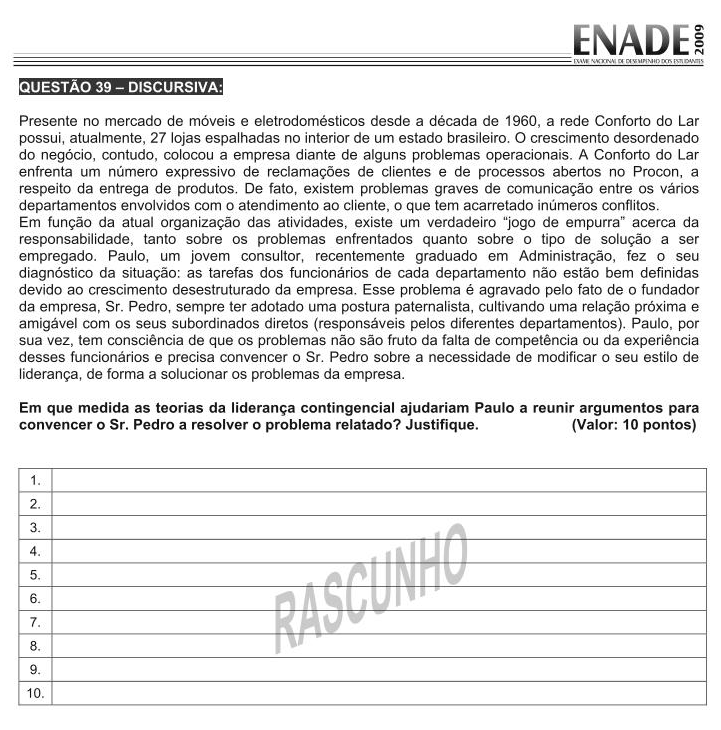 ENADE 2009
EXAME NACIONAL DE DESEMPENHO DOS ESTUDANTES
QUESTÃO 39 – DISCURSIVA:
Presente no mercado de móveis e eletrodomésticos desde a década de 1960, a rede Conforto do Lar
possui, atualmente, 27 lojas espalhadas no interior de um estado brasileiro. O crescimento desordenado
do negócio, contudo, colocou a empresa diante de alguns problemas operacionais. A Conforto do Lar
enfrenta um número expressivo de reclamações de clientes e de processos abertos no Procon, a
respeito da entrega de produtos. De fato, existem problemas graves de comunicação entre os vários
departamentos envolvidos com o atendimento ao cliente, o que tem acarretado inúmeros conflitos.
Em função da atual organização das atividades, existe um verdadeiro “jogo de empurra” acerca da
responsabilidade, tanto sobre os problemas enfrentados quanto sobre o tipo de solução a ser
empregado. Paulo, um jovem consultor, recentemente graduado em Administração, fez o seu
diagnóstico da situação: as tarefas dos funcionários de cada departamento não estão bem definidas
devido ao crescimento desestruturado da empresa. Esse problema é agravado pelo fato de o fundador
da empresa, Sr. Pedro, sempre ter adotado uma postura paternalista, cultivando uma relação próxima e
amigável com os seus subordinados diretos (responsáveis pelos diferentes departamentos). Paulo, por
sua vez, tem consciência de que os problemas não são fruto da falta de competência ou da experiência
desses funcionários e precisa convencer o Sr. Pedro sobre a necessidade de modificar o seu estilo de
liderança, de forma a solucionar os problemas da empresa.
Em que medida as teorias da liderança contingencial ajudariam Paulo a reunir argumentos para
convencer o Sr. Pedro a resolver o problema relatado? Justifique. (Valor: 10 pontos)
1.
2.
3.
4.
5.
6.
7.
8.
9.
10.
RASCUNHO